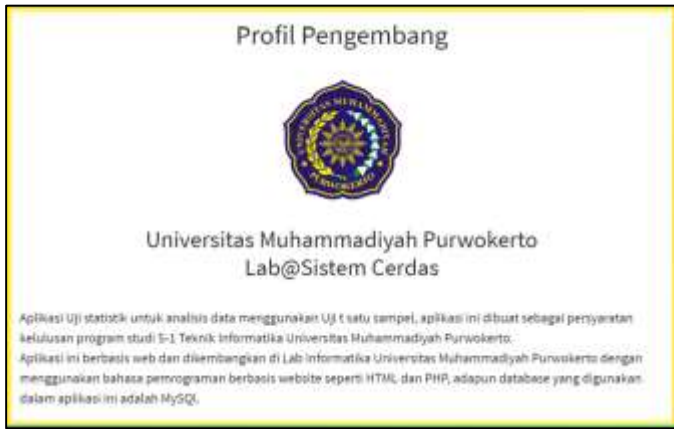 Profil Pengembang
UNIVERSITAS MUHAMMADIYAH
PURWOKERTO
Universitas Muhammadiyah Purwokerto
Lab@Sistem Cerdas
Aplikasi Uji statistik untuk analisis data menggunakan Uji t satu sampel, aplikasi ini dibuat sebagai persyaratan
kelulusan program studi S-1 Teknik Informatika Universitas Muhammadiyah Purwokerto.
Aplikasi ini berbasis web dan dikembangkan di Lab Informatika Universitas Muhammadiyah Purwokerto dengan
menggunakan bahasa pemrograman berbasis website seperti HTML dan PHP, adapun database yang digunakan
dalam aplikasi ini adalah MySQL.